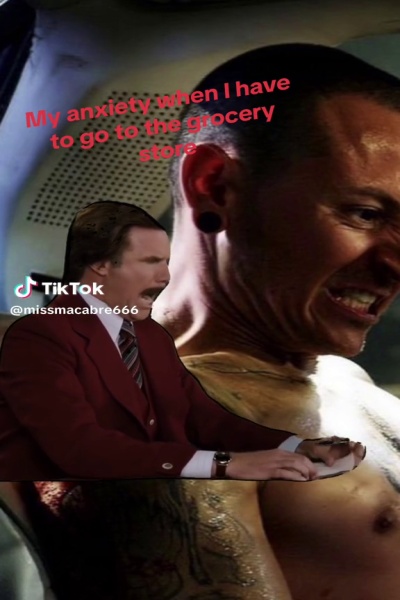 My anxiety when I have
to go to the grocery
store
TikTok
@missmacabre666